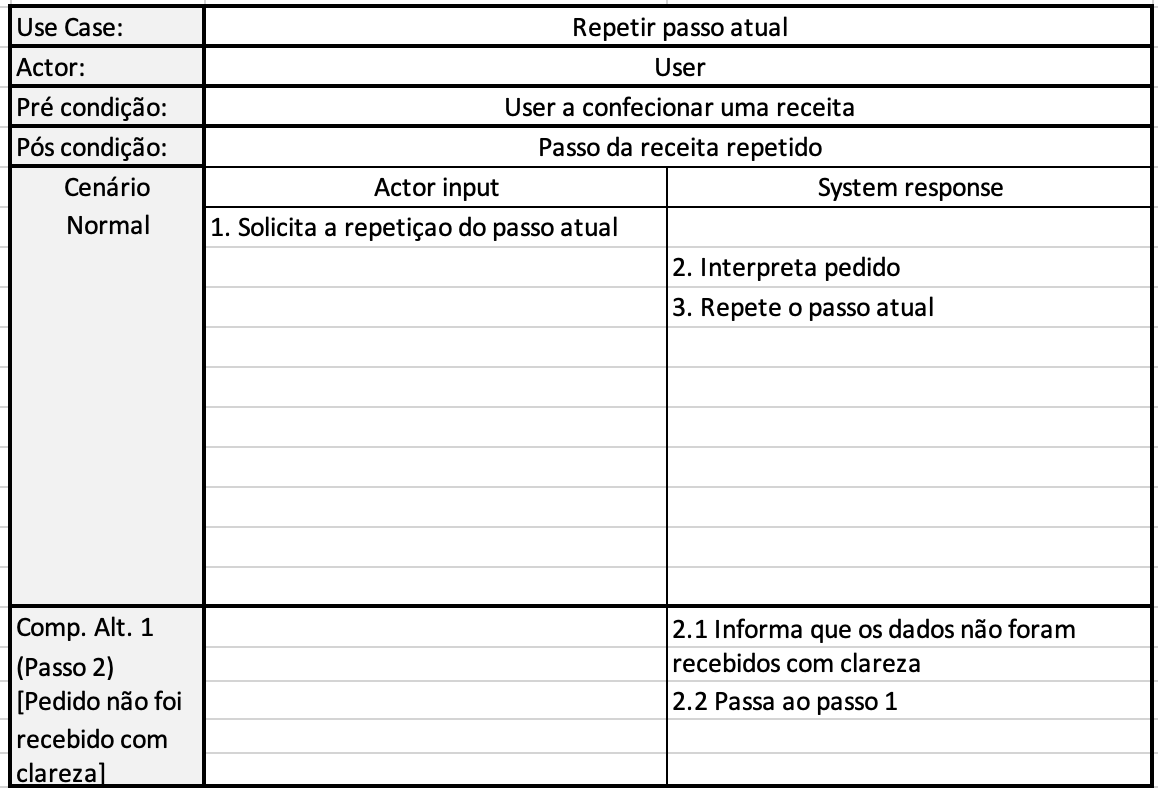 Use Case: Repetir passo atual
Actor: User
Pré condição: User a confecionar uma receita
Pós condição: Passo da receita repetido
Cenário
Normal
Actor input System response
1. Solicita a repetiçao do passo atual
2. Interpreta pedido
3. Repete o passo atual
Comp. Alt. 1
(Passo 2)
[Pedido não foi
recebido com
clareza]
2.1 Informa que os dados não foram
recebidos com clareza
2.2 Passa ao passo 1